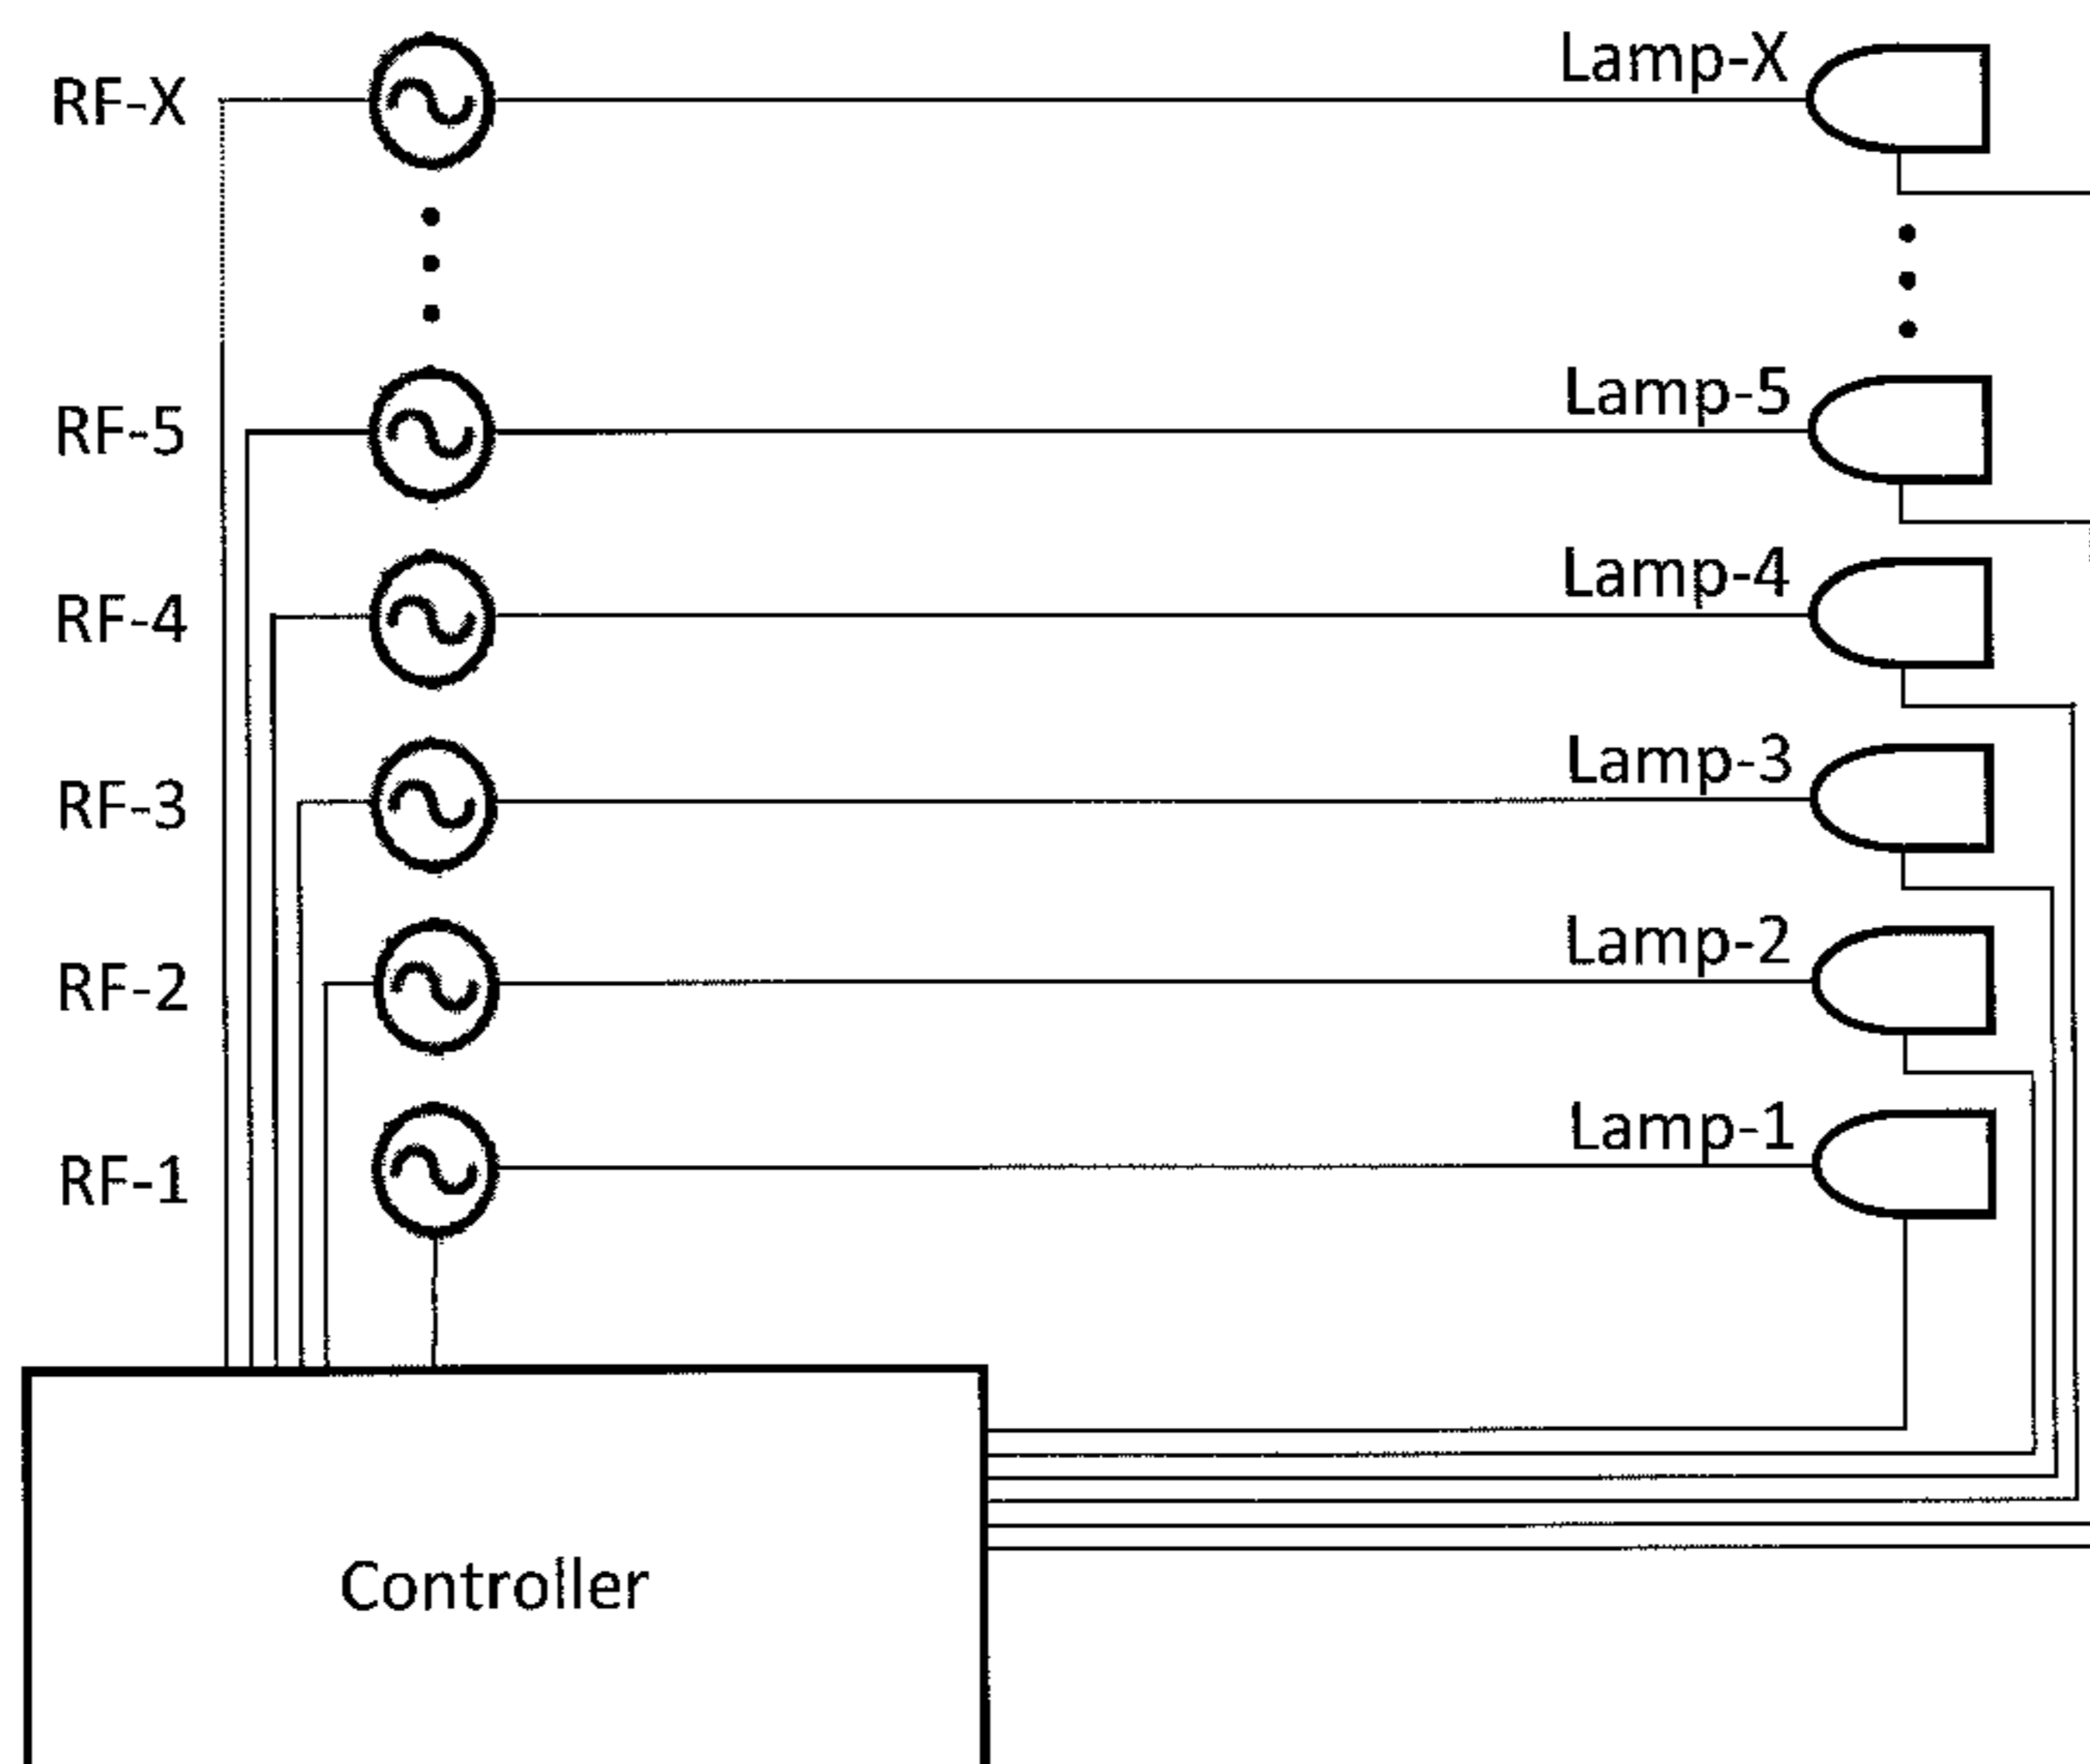 RF-X
Lamp-X
RF-5
Lamp-5
RF-4
Lamp-4
RF-3
Lamp-3
RF-2
Lamp-2
RF-1
Lamp-1
Controller